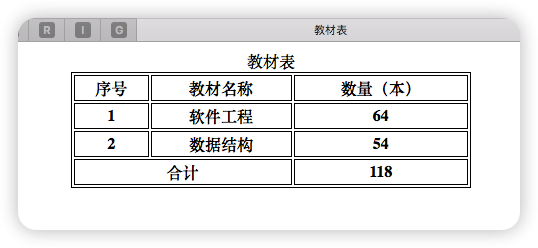 R I G 教材表
教材表
序号 教材名称 数量（本）
1 软件工程 64
2 数据结构 54
合计 118